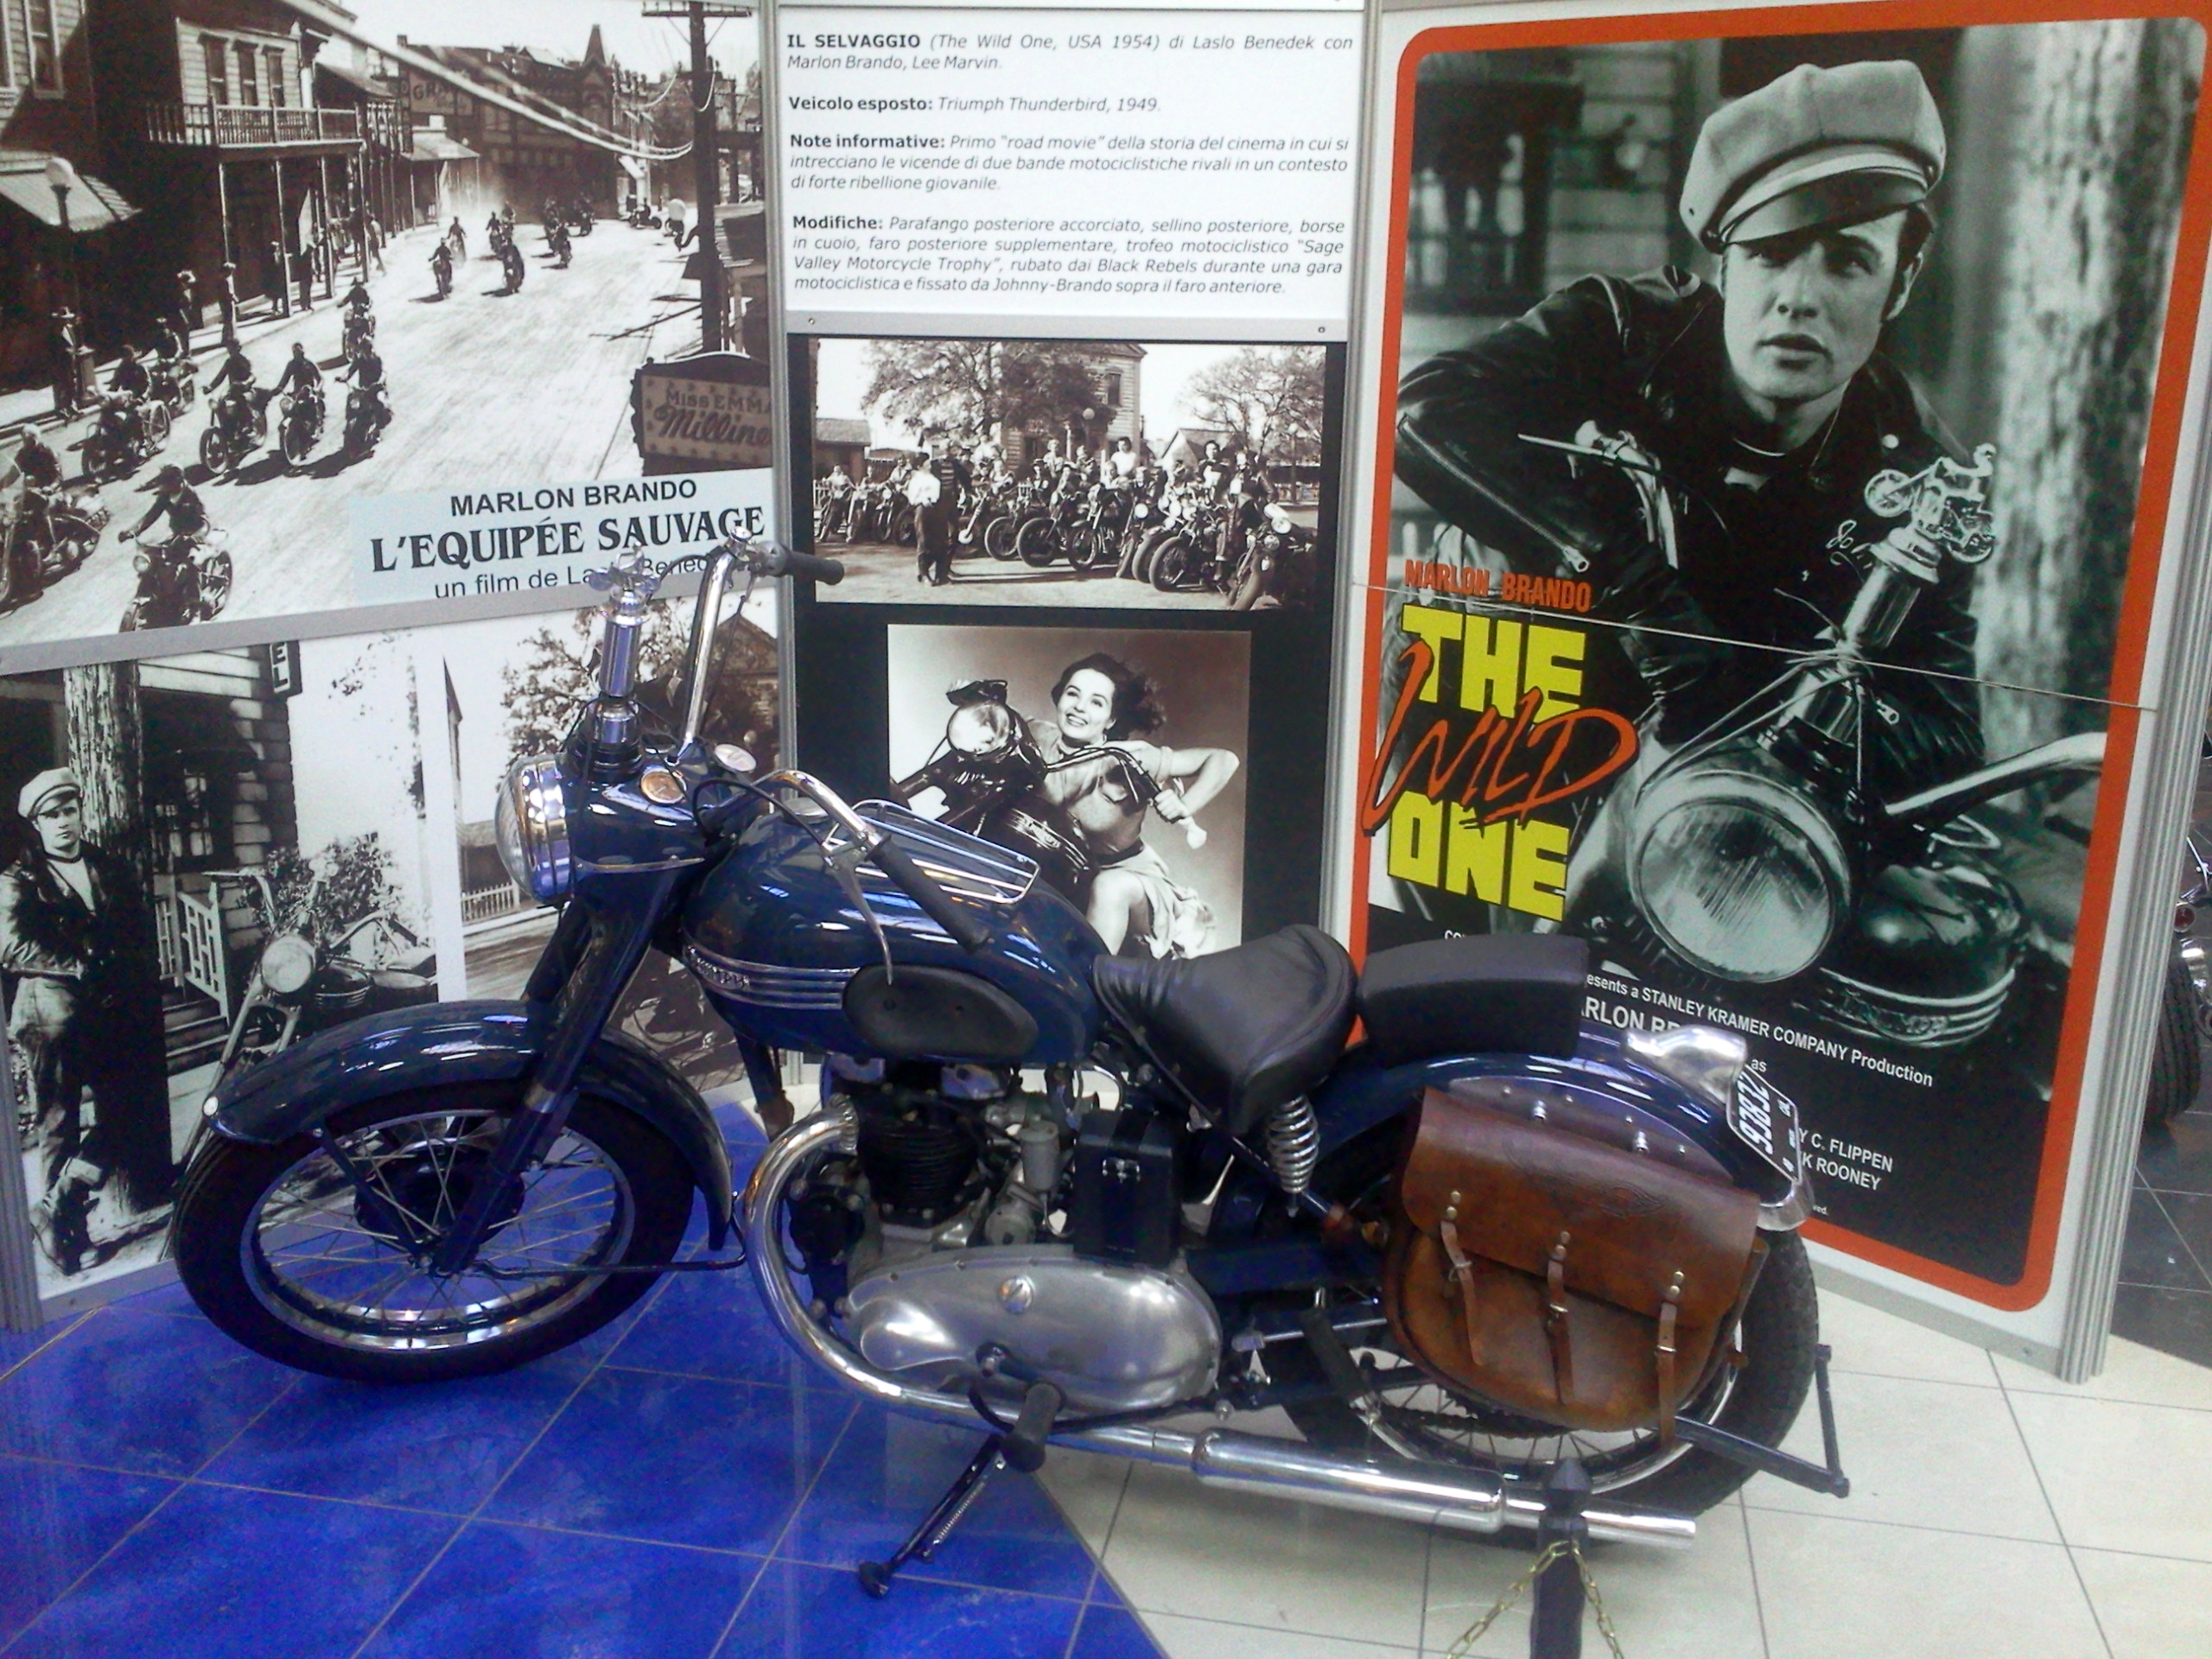 IL SELVAGGIO (The Wild One, USA 1954) di Laslo Benedek con
Marlon Brando, Lee Marvin.
Veicolo esposto: Triumph Thunderbird, 1949.
Note informative: Primo "road movie" della storia del cinema in cui si
intrecciano le vicende di due bande motociclistiche rivali in un contesto
di forte ribellione giovanile.
Modifiche: Parafango posteriore accorciato, sellino posteriore, borse
in cuoio, faro posteriore supplementare, trofeo motociclistico "Sage
Valley Motorcycle Trophy", rubato dai Black Rebels durante una gara
motociclistica e fissato da Johnny-Brando sopra il faro anteriore.
Miss EMMA
Milline
MARLON BRANDO
L'EQUIPÉE SAUVAGE
un film de
EL
MARLON BRANDO
THE
WILD
ONE
esents a STANLEY KRAMER COMPANY Production
as
Y C. FLIPPEN
K ROONEY